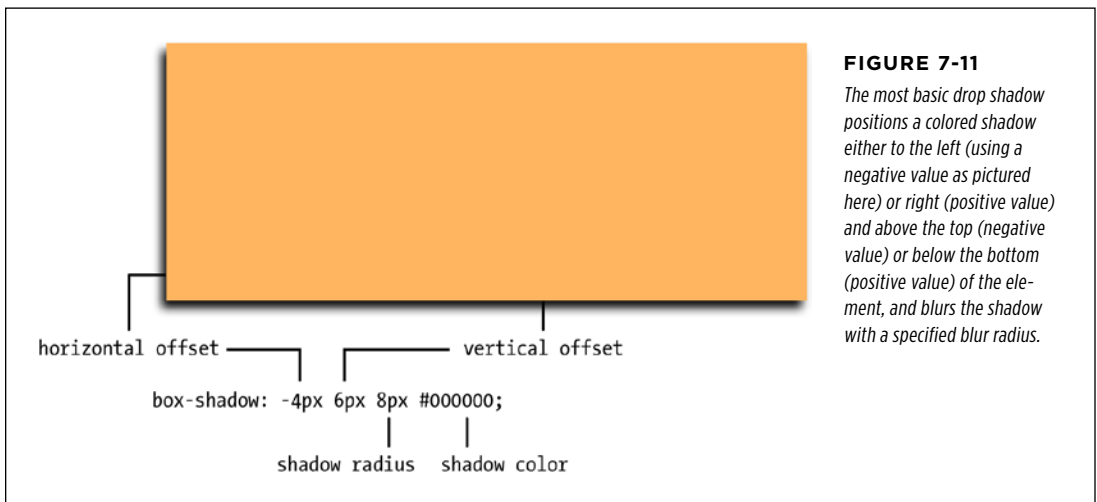 FIGURE 7-11
The most basic drop shadow
positions a colored shadow
either to the left (using a
negative value as pictured
here) or right (positive value)
and above the top (negative
value) or below the bottom
(positive value) of the ele-
ment, and blurs the shadow
with a specified blur radius.
horizontal offset
vertical offset
box-shadow: -4px 6px 8px #000000;
shadow radius
shadow color